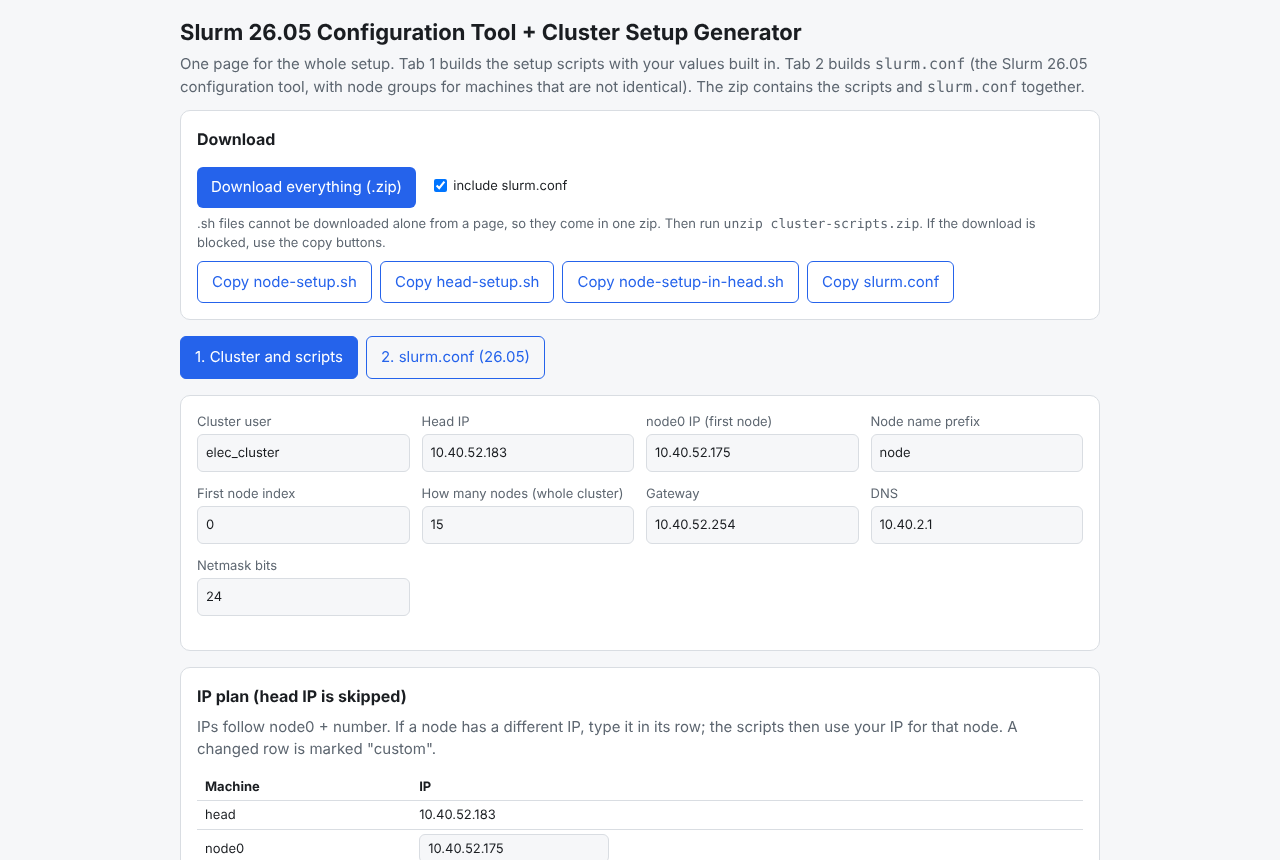 Slurm 26.05 Configuration Tool + Cluster Setup Generator
One page for the whole setup. Tab 1 builds the setup scripts with your values built in. Tab 2 builds slurm.conf (the Slurm 26.05
configuration tool, with node groups for machines that are not identical). The zip contains the scripts and slurm.conf together.
Download
Download everything (.zip)
include slurm.conf
.sh files cannot be downloaded alone from a page, so they come in one zip. Then run unzip cluster-scripts.zip. If the download is
blocked, use the copy buttons.
Copy node-setup.sh
Copy head-setup.sh
Copy node-setup-in-head.sh
Copy slurm.conf
1. Cluster and scripts
2. slurm.conf (26.05)
Cluster user
elec_cluster
Head IP
10.40.52.183
node0 IP (first node)
10.40.52.175
Node name prefix
node
First node index
0
How many nodes (whole cluster)
15
Gateway
10.40.52.254
DNS
10.40.2.1
Netmask bits
24
IP plan (head IP is skipped)
IPs follow node0 + number. If a node has a different IP, type it in its row; the scripts then use your IP for that node. A
changed row is marked "custom".
Machine IP
head 10.40.52.183
node0 10.40.52.175